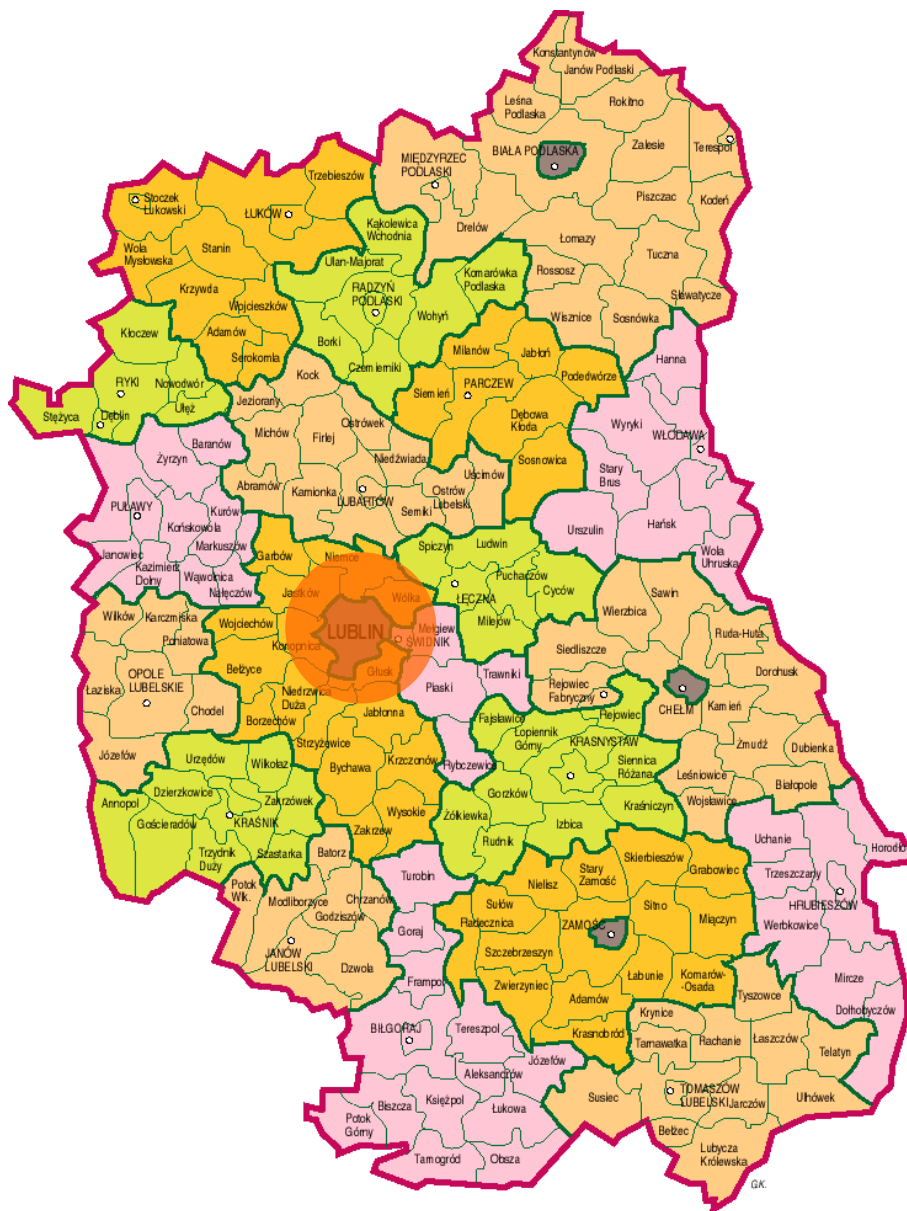 Konstantynów
Janów Podlaski
Leśna
Podlaska
Rokitno
Terespol
Zalesie
BIAŁA PODLASKA
MIĘDZYRZEC
PODLASKI
Trzebieszów
Piszczac
Kodeń
Stoczek
Łukowski
ŁUKÓW
Kąkolewica
Wchodnia
Drelów
Łomazy
Wola
Mysłowska
Stanin
Ulan-Majorat
Komarówka
Podlaska
Rossosz
Tuczna
Sławatycze
Krzywda
Wojcieszków
RADZYŃ
PODLASKI
Wohyń
Wisznice
Sosnówka
Kłoczew
Adamów
Serokomla
Borki
Czemierniki
Milanów
Jabłoń
Hanna
Kock
RYKI
Nowodwór
Ułęż
Jeziorany
Siemień
PARCZEW
Podedwórze
Stężyca
Dęblin
Michów
Firlej
Ostrówek
Dębowa
Kłoda
Wyryki
WŁODAWA
Baranów
Żyrzyn
Niedźwiada
Sosnowica
Stary
Brus
Abramów
Kamionka
LUBARTÓW
Uścimów
Ostrów
Lubelski
Serniki
PUŁAWY
Kurów
Końskowola
Markuszów
Urszulin
Hańsk
Wola
Uhruska
Janowiec
Kazimierz
Dolny
Wąwolnica
Nałęczów
Garbów
Niemce
Spiczyn
Ludwin
Puchaczów
Cyców
ŁĘCZNA
Jastków
Wólka
Sawin
Wierzbica
Wilków
Karczmiska
Poniatowa
Wojciechów
LUBLIN
Mełgiew
ŚWIDNIK
Milejów
Ruda-Huta
Konopnica
Siedliszcze
Bełżyce
Głusk
Trawniki
Dorohusk
OPOLE
LUBELSKIE
Łaziska
Piaski
Rejowiec
Fabryczny
CHEŁM
Kamień
Niedrzwica
Duża
Chodel
Borzechów
Jabłonna
Fajsławice
Rejowiec
Łopiennik
Górny
KRASNYSTAW
Żmudź
Dubienka
Józefów
Strzyżewice
Urzędów
Wikołaz
Bychawa
Krzczonów
Rybczewice
Siennica
Różana
Leśniowice
Białopole
Annopol
Dzierzkowice
Zakrzówek
Gorzków
Kraśniczyn
Wojsławice
Gościeradów
KRAŚNIK
Wysokie
Żółkiewka
Izbica
Zakrzew
Rudnik
Uchanie
Horodło
Trzydnik
Duży
Szastarka
Batorz
Skierbieszów
Grabowiec
Trzeszczany
Potok
Wlk.
Modliborzyce
Chrzanów
Godziszów
Turobin
Nielisz
Stary
Zamość
Sitno
HRUBIESZÓW
Sułów
Radecznica
Miączyn
Werbkowice
Goraj
ZAMOŚĆ
JANÓW
LUBELSKI
Dzwola
Szczebrzeszyn
Frampol
Zwierzyniec
Łabunie
Komarów-
-Osada
Mircze
Tyszowce
Adamów
Dołhobyczów
BIŁGORAJ
Tereszpol
Krasnobród
Krynice
Tarnawatka
Rachanie
Łaszczów
Telatyn
Józefów
Aleksandrów
Susiec
TOMASZÓW
LUBELSKI
Jarczów
Ulhówek
Biszcza
Księżpol
Łukowa
Potok
Górny
Bełżec
Tarnogród
Obsza
Lubycza
Królewska
GK.